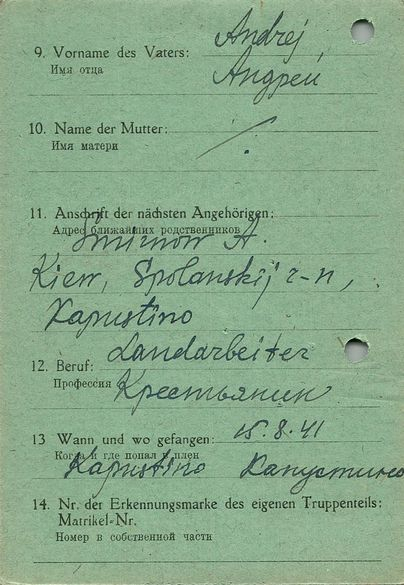 9. Vorname des Vaters: Andrej
Имя отца Андрей
10. Name der Mutter: /.
Имя матери
11. Anschrift der nächsten Angehörigen:
Адрес ближайших родственников
Smirnow A.
Kiew, Spolanskij r-n,
Kapustino
12. Beruf: Landarbeiter
Профессия Крестьянин
13 Wann und wo gefangen: 15.8.41
Когда и где попал в плен
Kapustino Капустино
14. Nr. der Erkennungsmarke des eigenen Truppenteils:
Matrikel-Nr.
Номер в собственной части